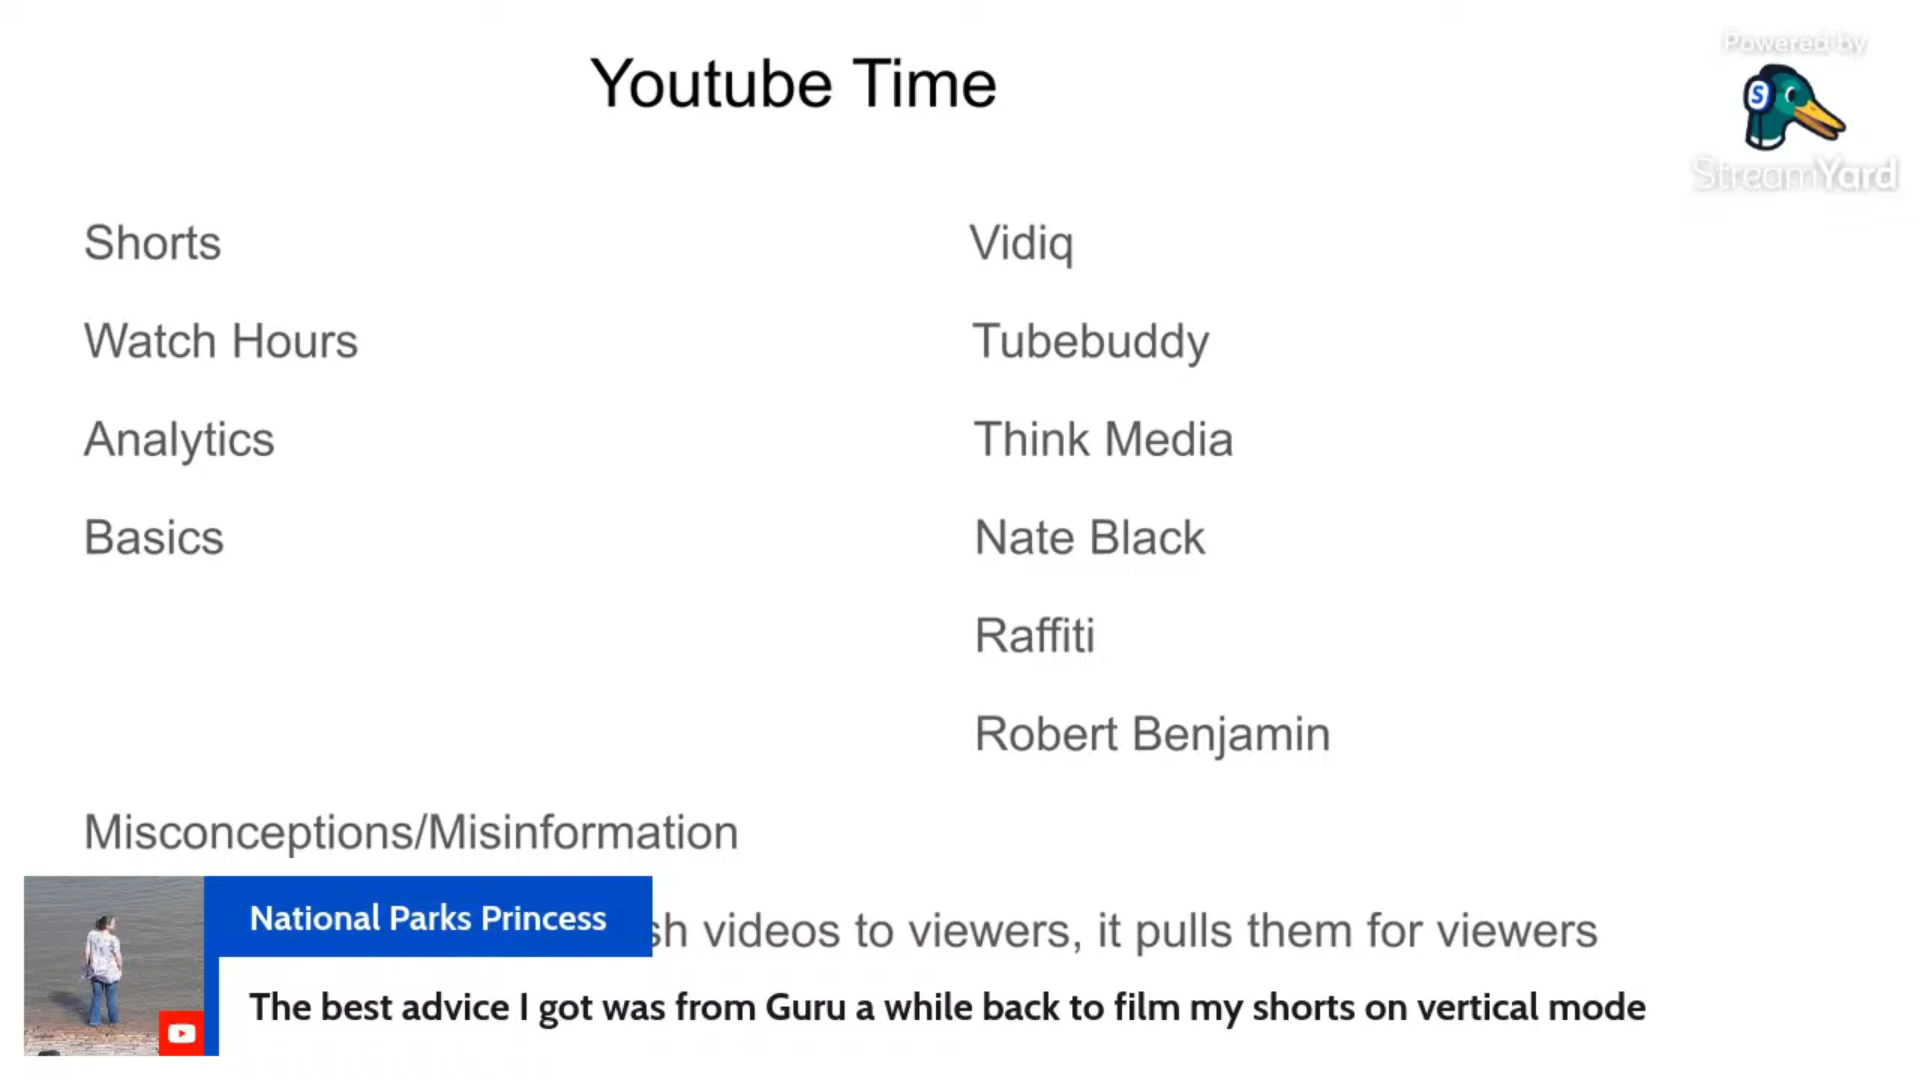 Youtube Time
Powered by
S
StreamYard
Shorts
Watch Hours
Analytics
Basics
Vidiq
Tubebuddy
Think Media
Nate Black
Raffiti
Robert Benjamin
Misconceptions/Misinformation
videos to viewers, it pulls them for viewers
National Parks Princess
The best advice I got was from Guru a while back to film my shorts on vertical mode